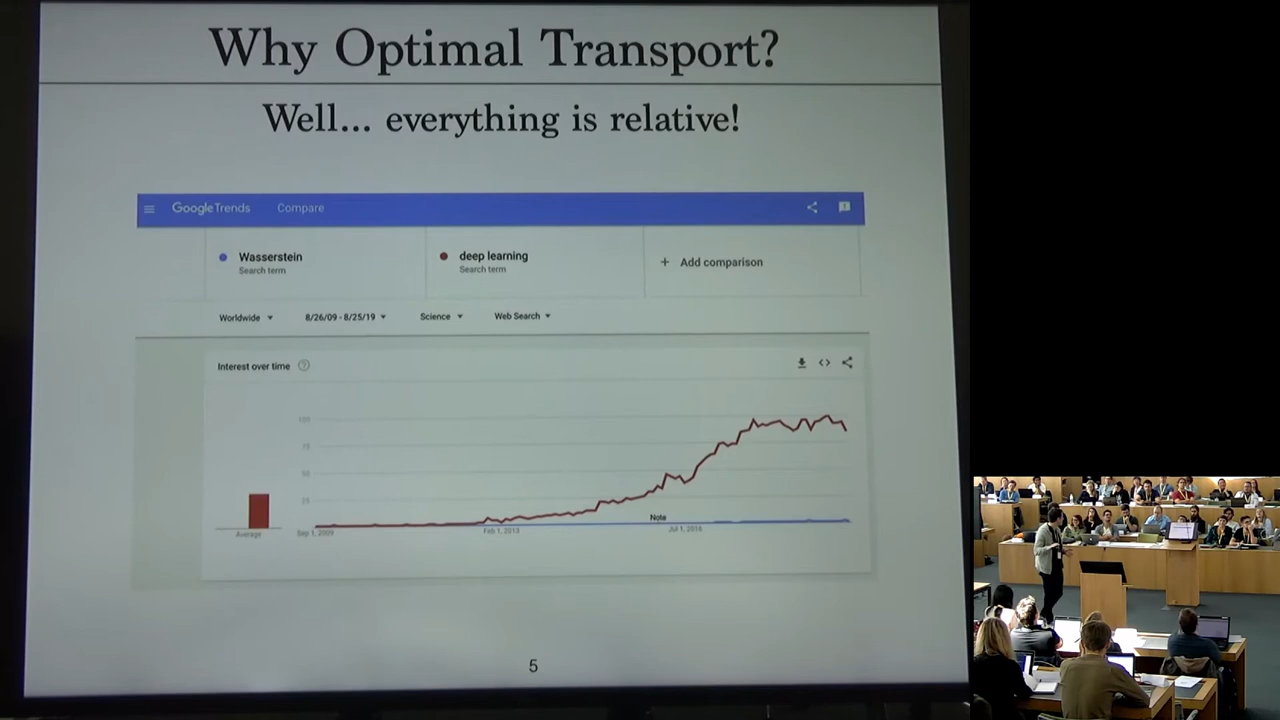 Why Optimal Transport?
Well... everything is relative!
Google Trends Compare
Wasserstein
Search term
deep learning
Search term
+ Add comparison
Worldwide 8/26/09 - 8/25/19 Science Web Search
Interest over time
100
75
50
25
Note
Average
Sep 1, 2009 Feb 1, 2013 Jul 1, 2016
5